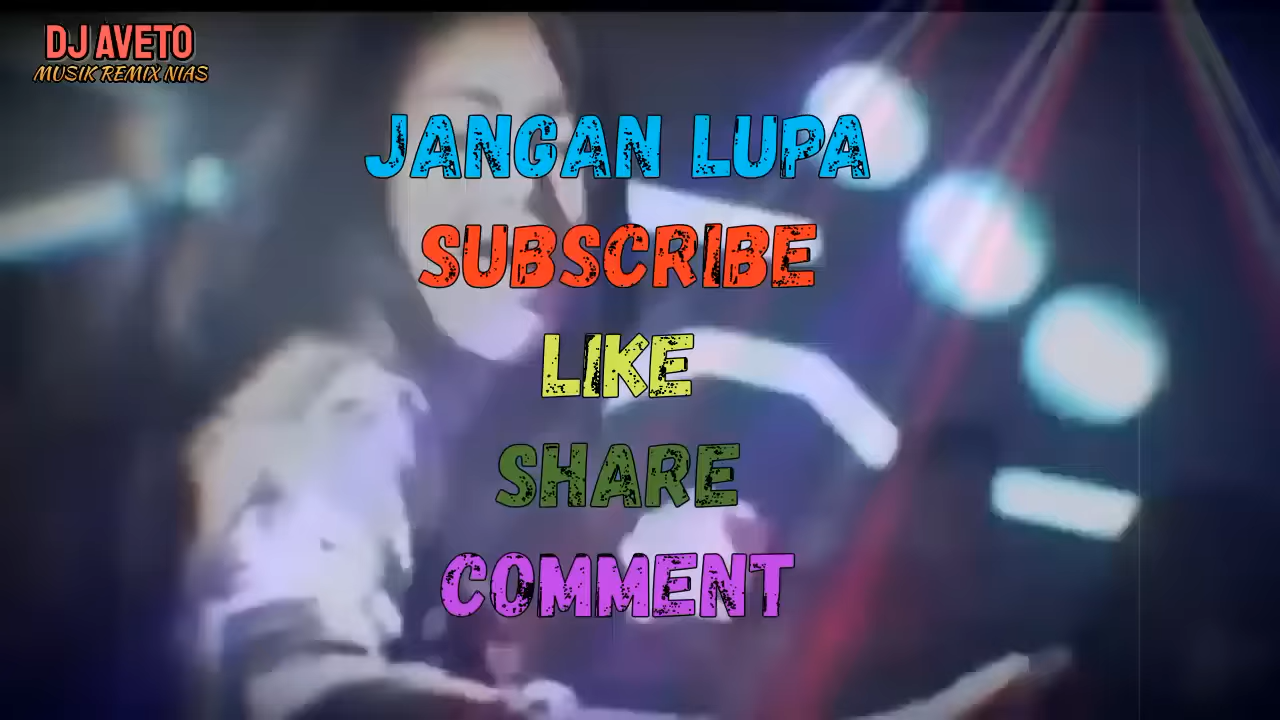 DJ AVETO
MUSIK REMIX NIAS
JANGAN LUPA
SUBSCRIBE
LIKE
SHARE
COMMENT